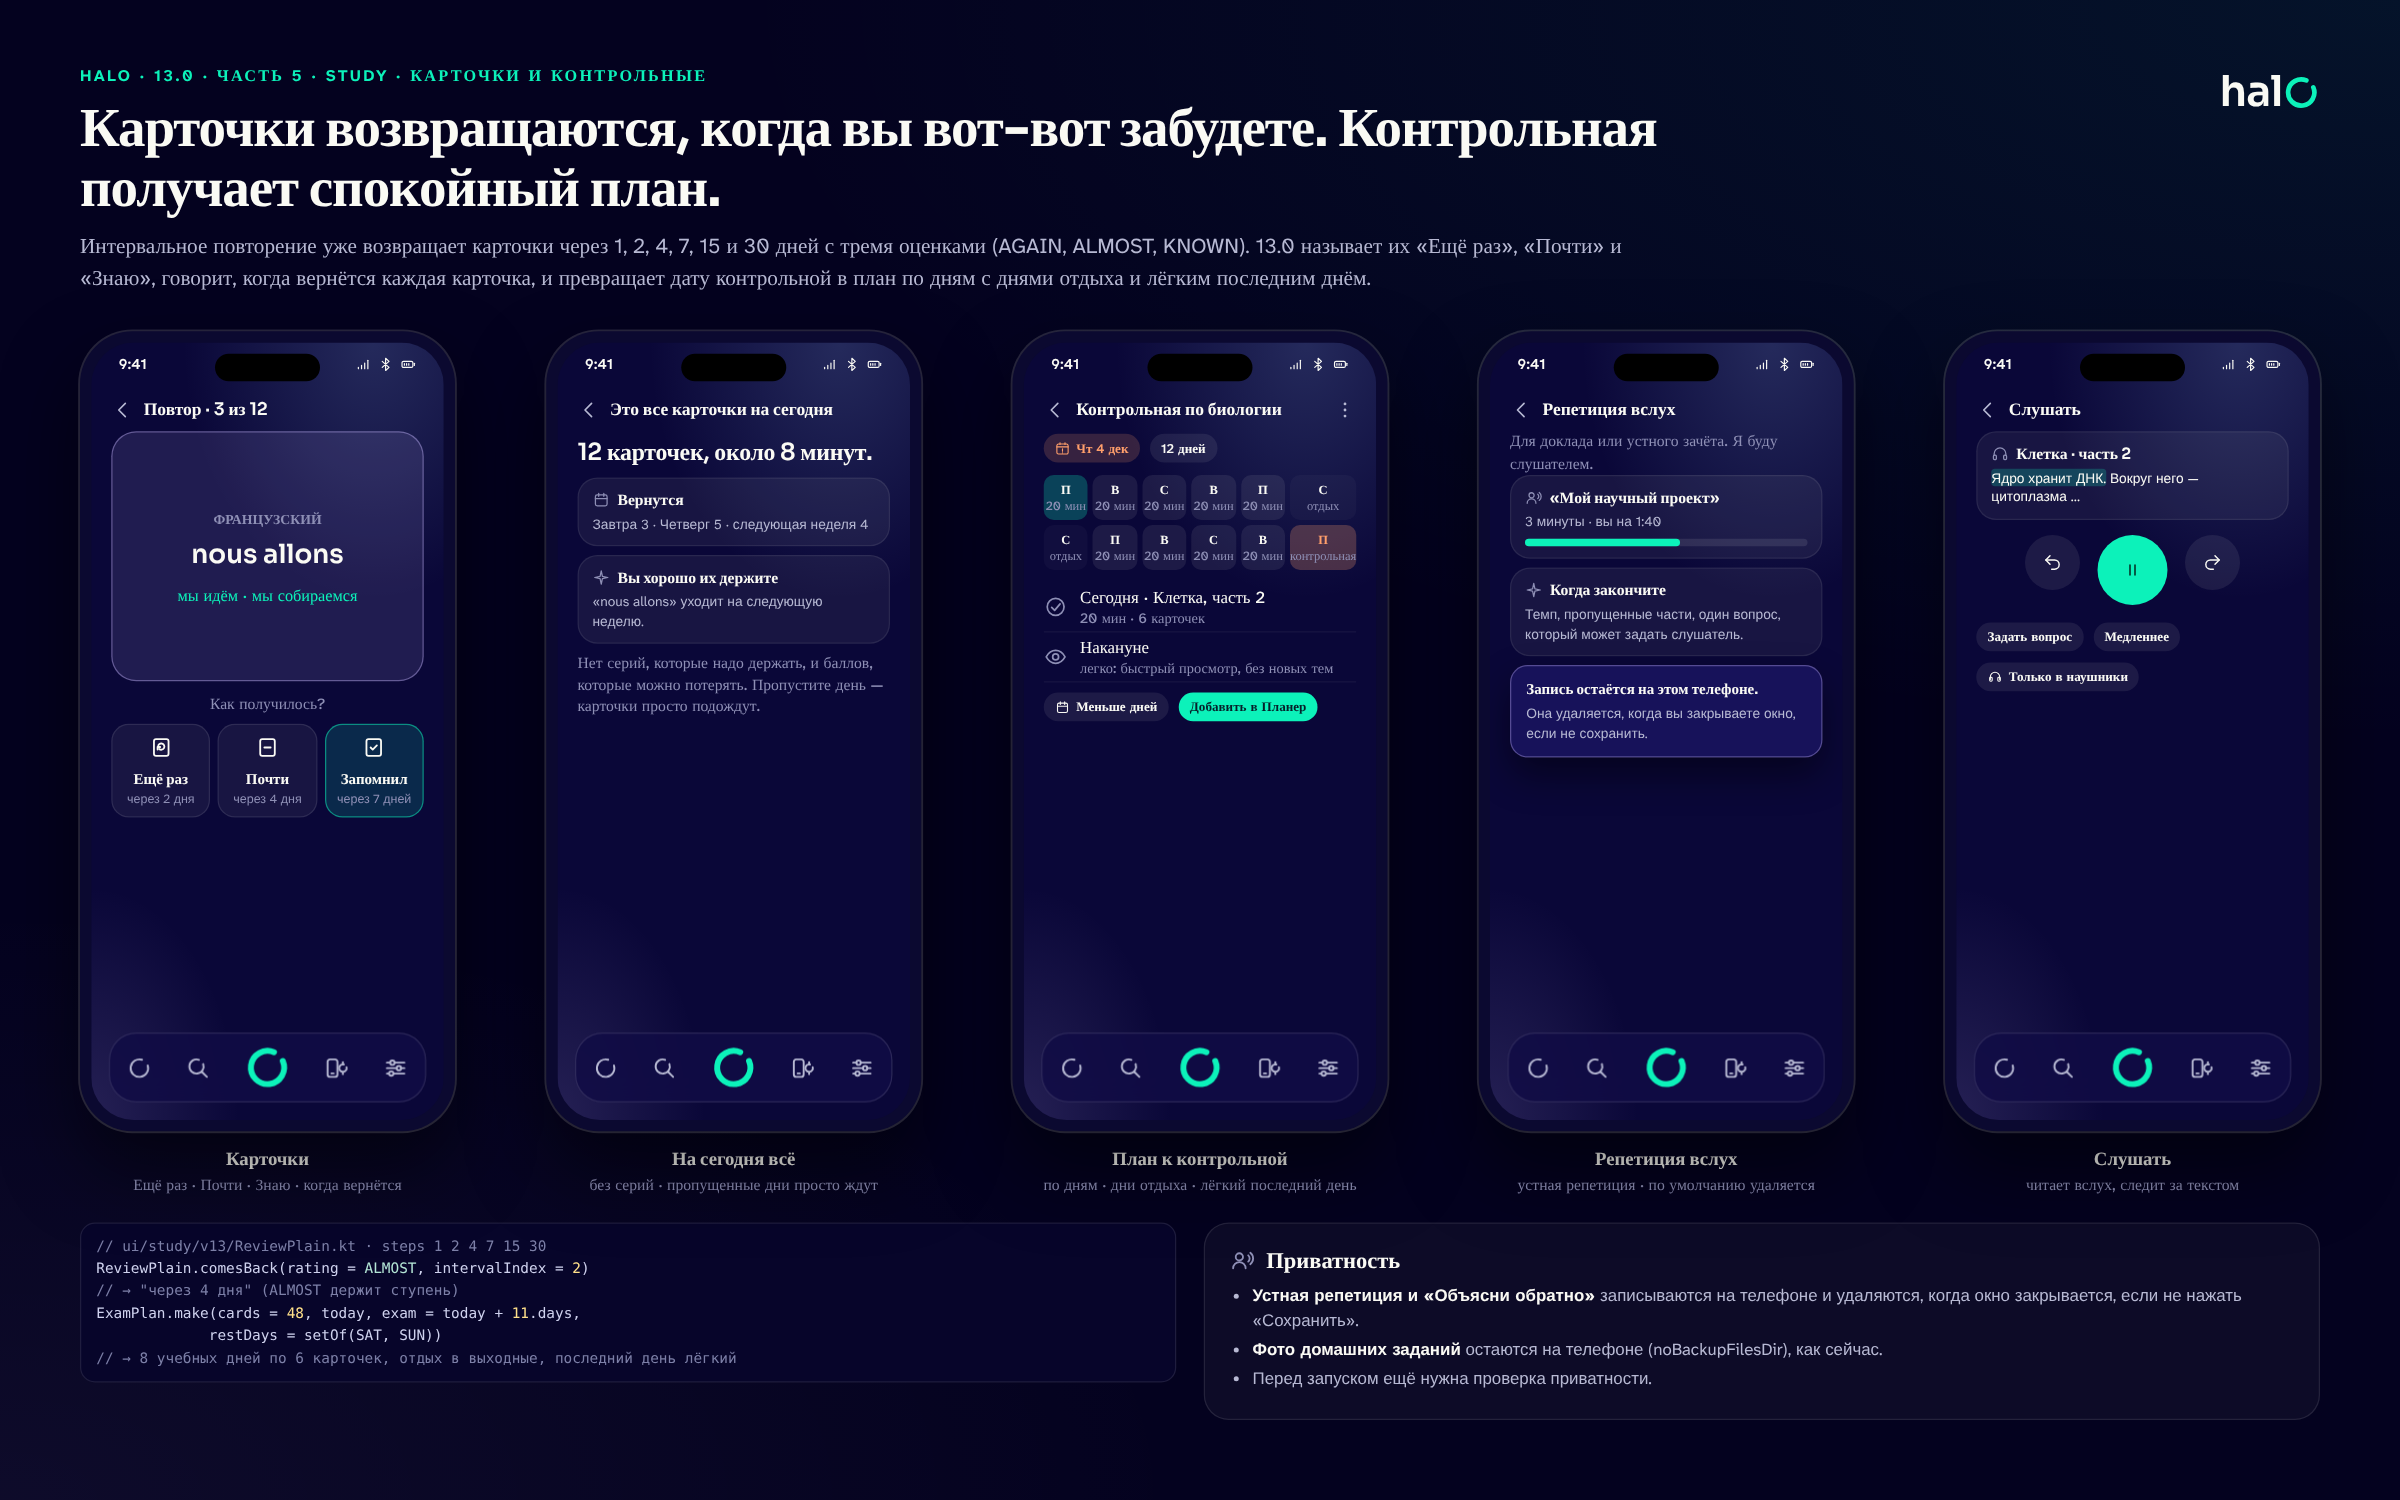 HALO · 13.0 · ЧАСТЬ 5 · STUDY · КАРТОЧКИ И КОНТРОЛЬНЫЕ
halo
Карточки возвращаются, когда вы вот-вот забудете. Контрольная
получает спокойный план.
Интервальное повторение уже возвращает карточки через 1, 2, 4, 7, 15 и 30 дней с тремя оценками (AGAIN, ALMOST, KNOWN). 13.0 называет их «Ещё раз», «Почти» и
«Знаю», говорит, когда вернётся каждая карточка, и превращает дату контрольной в план по дням с днями отдыха и лёгким последним днём.
9:41
Повтор · 3 из 12
ФРАНЦУЗСКИЙ
nous allons
мы идём · мы собираемся
Как получилось?
Ещё раз
через 2 дня
Почти
через 4 дня
Запомнил
через 7 дней
Карточки
Ещё раз · Почти · Знаю · когда вернётся
9:41
Это все карточки на сегодня
12 карточек, около 8 минут.
Вернутся
Завтра 3 · Четверг 5 · следующая неделя 4
Вы хорошо их держите
«nous allons» уходит на следующую
неделю.
Нет серий, которые надо держать, и баллов,
которые можно потерять. Пропустите день —
карточки просто подождут.
На сегодня всё
без серий · пропущенные дни просто ждут
9:41
Контрольная по биологии
Чт 4 дек
12 дней
П В С В П С
20 мин 20 мин 20 мин 20 мин 20 мин отдых
С П В С В П
отдых 20 мин 20 мин 20 мин 20 мин контрольная
Сегодня · Клетка, часть 2
20 мин · 6 карточек
Накануне
легко: быстрый просмотр, без новых тем
Меньше дней
Добавить в Планер
План к контрольной
по дням · дни отдыха · лёгкий последний день
9:41
Репетиция вслух
Для доклада или устного зачёта. Я буду
слушателем.
«Мой научный проект»
3 минуты · вы на 1:40
Когда закончите
Темп, пропущенные части, один вопрос,
который может задать слушатель.
Запись остаётся на этом телефоне.
Она удаляется, когда вы закрываете окно,
если не сохранить.
Репетиция вслух
устная репетиция · по умолчанию удаляется
9:41
Слушать
Клетка · часть 2
Ядро хранит ДНК. Вокруг него —
цитоплазма ...
Задать вопрос
Медленнее
Только в наушники
Слушать
читает вслух, следит за текстом
// ui/study/v13/ReviewPlain.kt · steps 1 2 4 7 15 30
ReviewPlain.comesBack(rating = ALMOST, intervalIndex = 2)
// → "через 4 дня" (ALMOST держит ступень)
ExamPlan.make(cards = 48, today, exam = today + 11.days,
restDays = setOf(SAT, SUN))
// → 8 учебных дней по 6 карточек, отдых в выходные, последний день лёгкий
Приватность
• Устная репетиция и «Объясни обратно» записываются на телефоне и удаляются, когда окно закрывается, если не нажать
«Сохранить».
• Фото домашних заданий остаются на телефоне (noBackupFilesDir), как сейчас.
• Перед запуском ещё нужна проверка приватности.